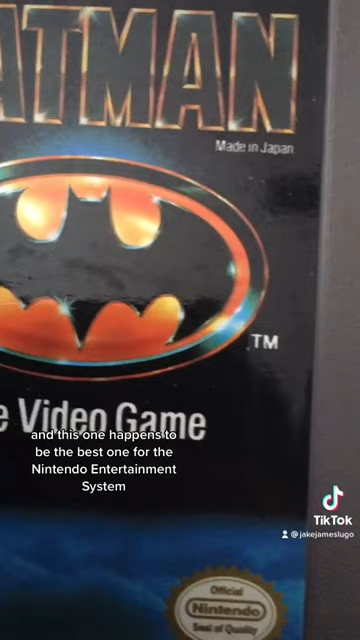 ATMAN
Made in Japan
TM
e Video Game
and this one happens to
be the best one for the
Nintendo Entertainment
System
TikTok
@jakejameslugo
Official
Nintendo
Seal of Quality